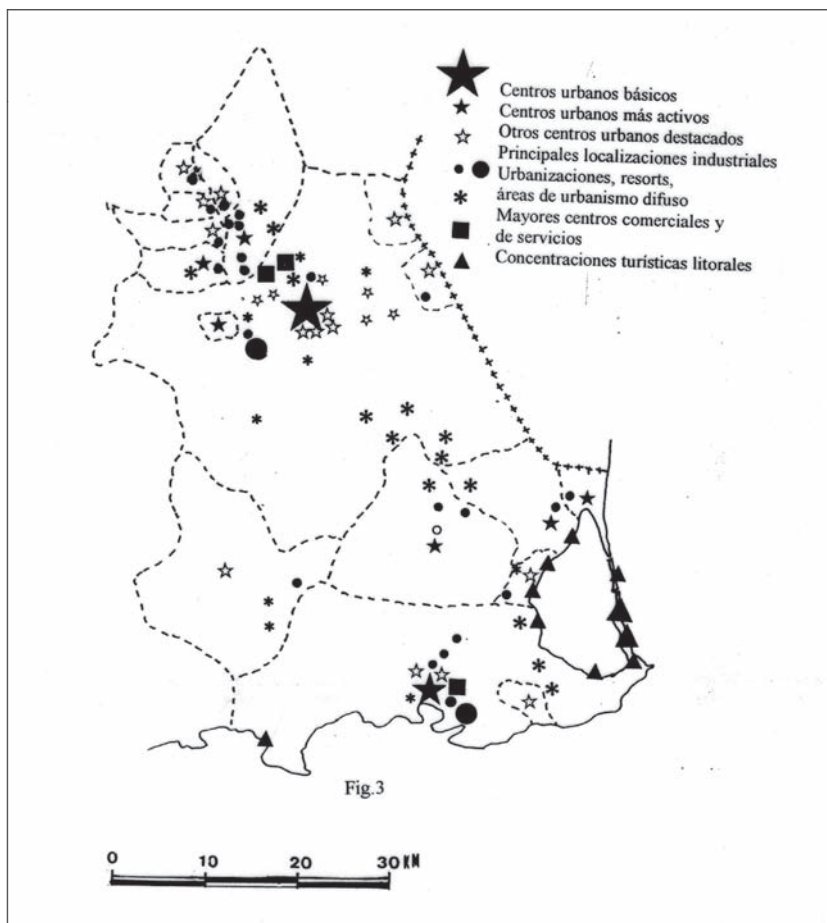 Centros urbanos básicos
Centros urbanos más activos
Otros centros urbanos destacados
Principales localizaciones industriales
Urbanizaciones, resorts,
áreas de urbanismo difuso
Mayores centros comerciales y
de servicios
Concentraciones turísticas litorales
Fig.3
0 10 20 30 KM